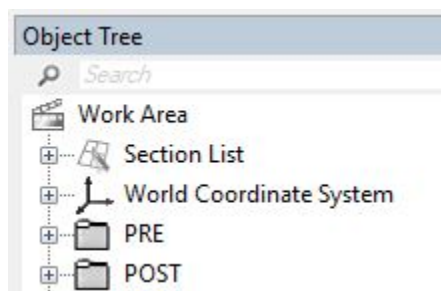 Object Tree
Search
Work Area
Section List
World Coordinate System
PRE
POST